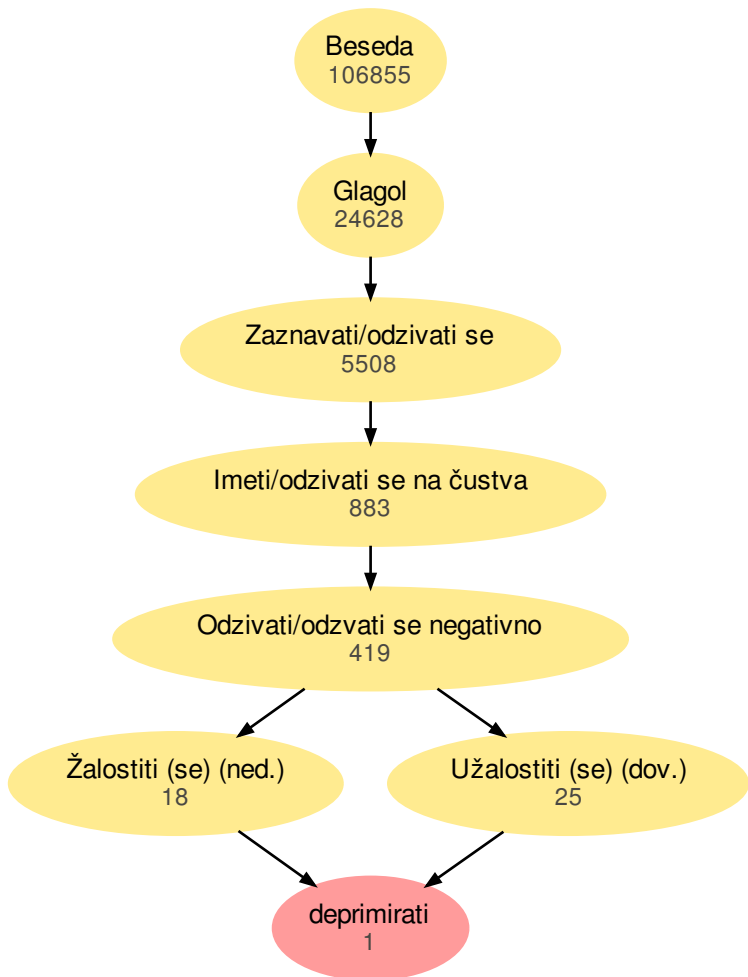 Beseda
106855
Glagol
24628
Zaznavati/odzivati se
5508
Imeti/odzivati se na čustva
883
Odzivati/odzvati se negativno
419
Žalostiti (se) (ned.)
18
Užalostiti (se) (dov.)
25
deprimirati
1